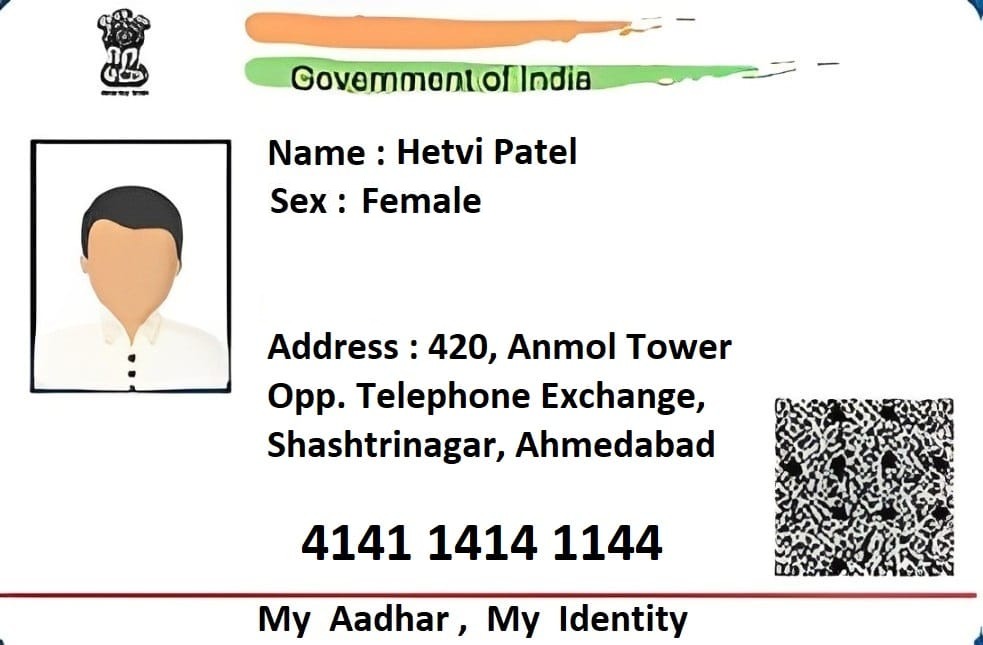 Government of India
Name : Hetvi Patel
Sex : Female
Address : 420, Anmol Tower
Opp. Telephone Exchange,
Shashtrinagar, Ahmedabad
4141 1414 1144
My Aadhar , My Identity